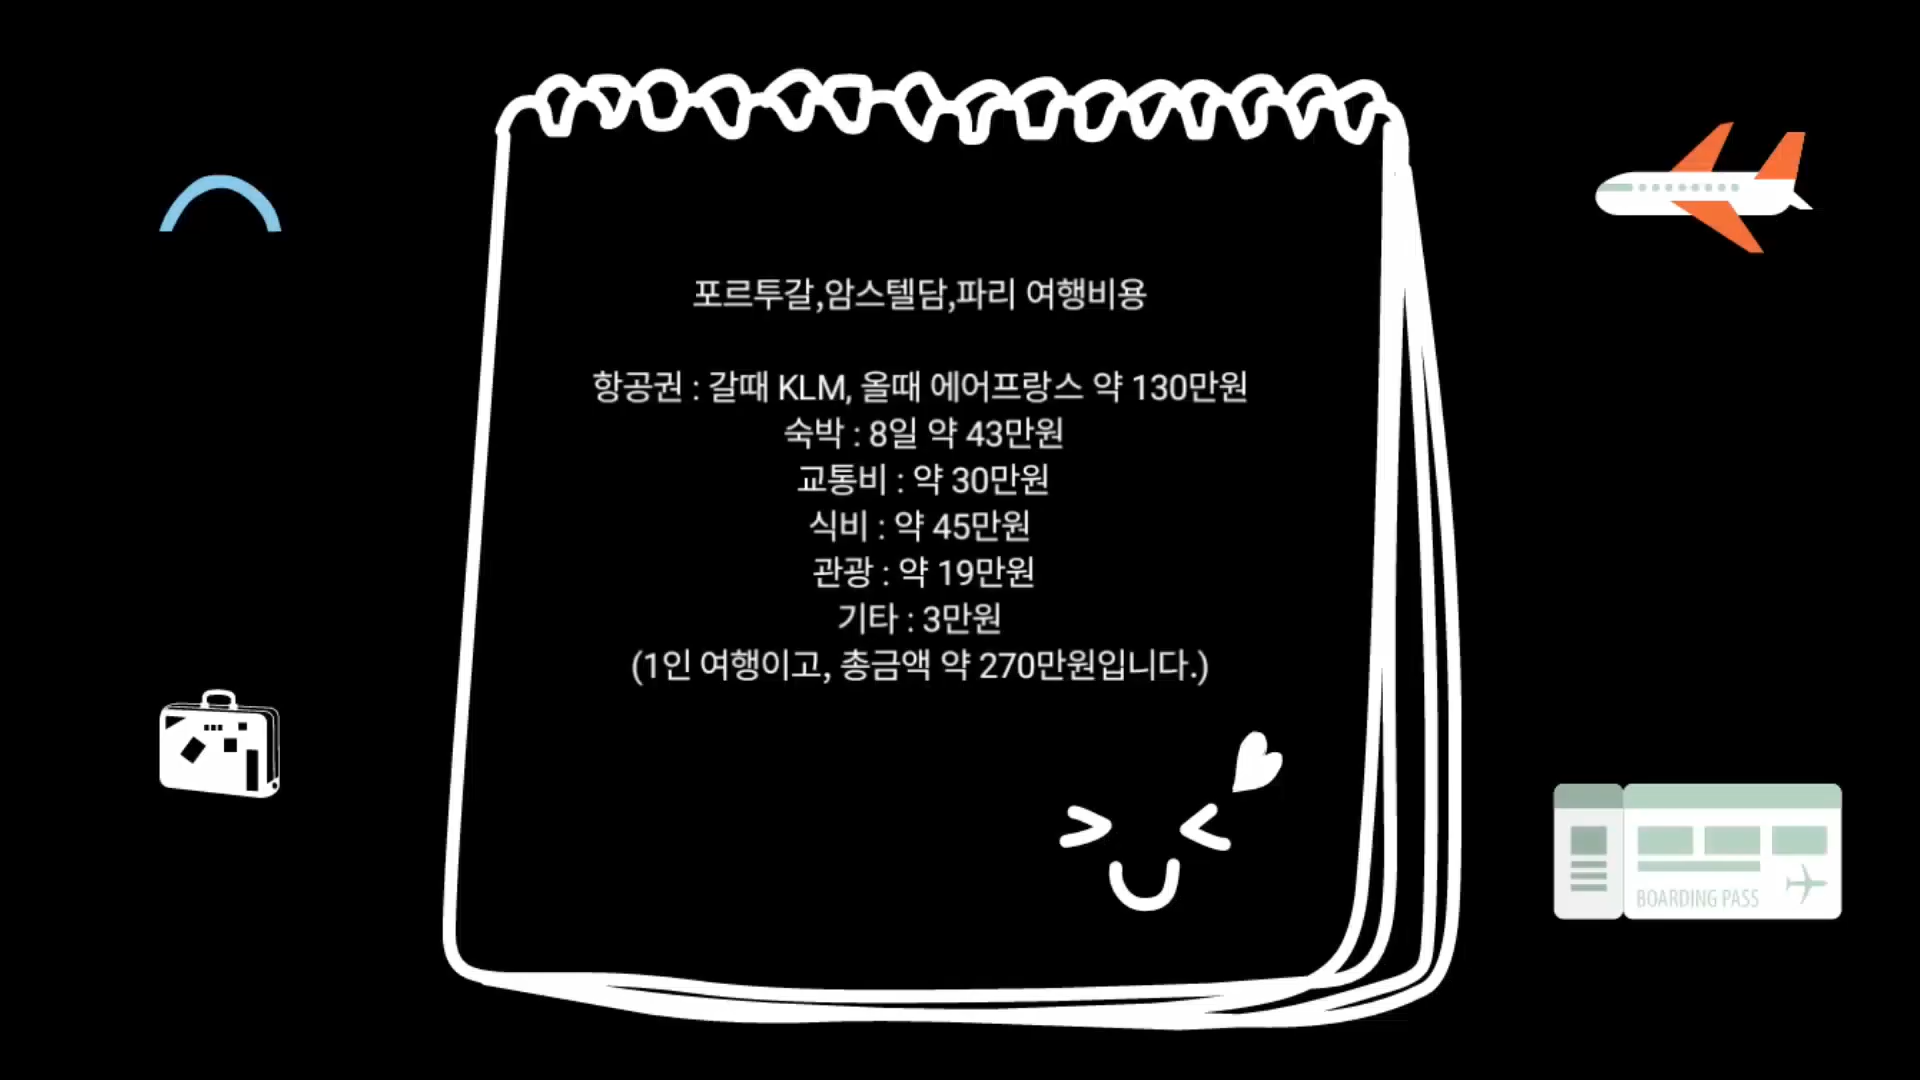 포르투갈,암스텔담,파리 여행비용
항공권 : 갈때 KLM, 올때 에어프랑스 약 130만원
숙박 : 8일 약 43만원
교통비 : 약 30만원
식비 : 약 45만원
관광 : 약 19만원
기타 : 3만원
(1인 여행이고, 총금액 약 270만원입니다.)
BOARDING PASS